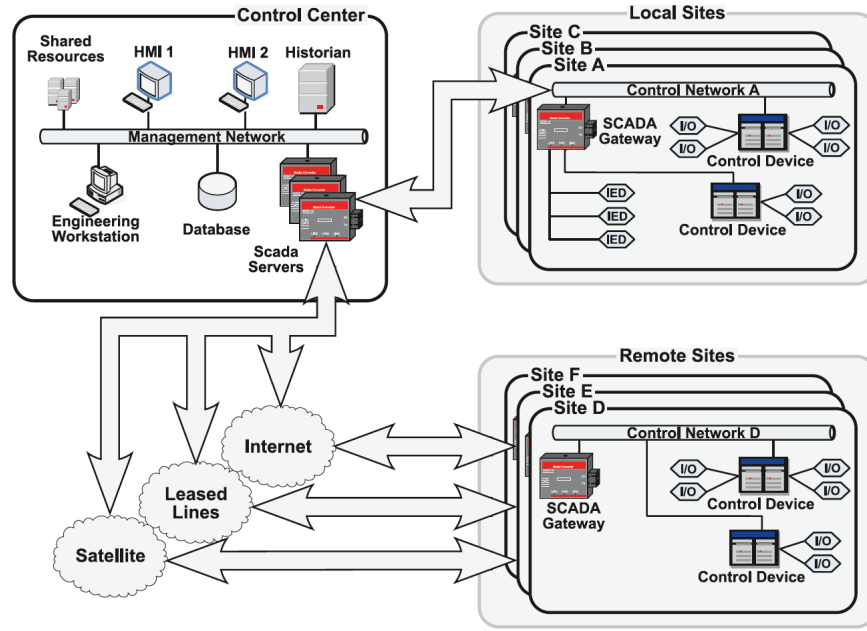 Control Center
Shared
Resources
HMI 1
HMI 2
Historian
Management Network
Engineering
Workstation
Database
Scada
Servers
Local Sites
Site C
Site B
Site A
Control Network A
SCADA
Gateway
I/O
I/O
I/O
I/O
Control Device
IED
IED
IED
I/O
I/O
Control Device
Internet
Leased
Lines
Satellite
Remote Sites
Site F
Site E
Site D
Control Network D
SCADA
Gateway
I/O
I/O
I/O
I/O
Control Device
I/O
I/O
Control Device